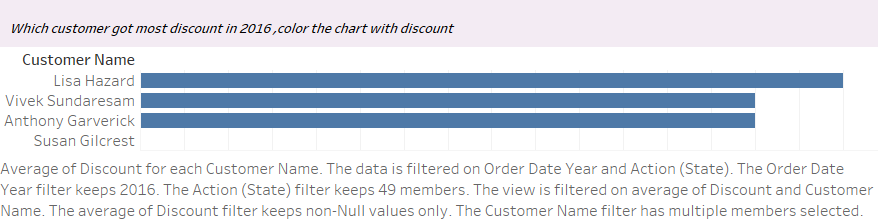 Which customer got most discount in 2016 ,color the chart with discount
Customer Name
Lisa Hazard
Vivek Sundaresam
Anthony Garverick
Susan Gilcrest
Average of Discount for each Customer Name. The data is filtered on Order Date Year and Action (State). The Order Date
Year filter keeps 2016. The Action (State) filter keeps 49 members. The view is filtered on average of Discount and Customer
Name. The average of Discount filter keeps non-Null values only. The Customer Name filter has multiple members selected.